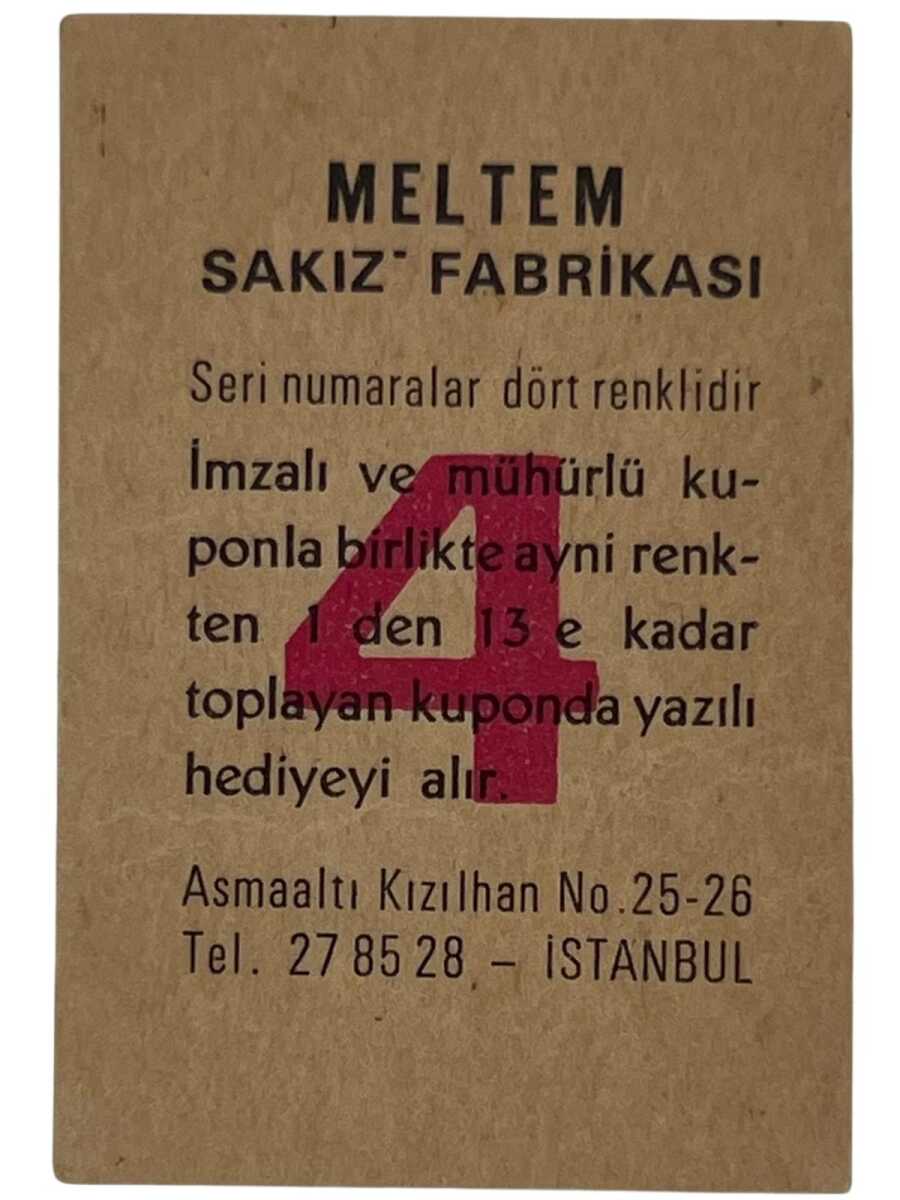 MELTEM
SAKIZ FABRİKASI
Seri numaralar dört renklidir
İmzalı ve mühürlü ku-
ponla birlikte ayni renk-
ten 1 den 13 e kadar
toplayan kuponda yazılı
hediyeyi alır.
4
Asmaaltı Kızılhan No.25-26
Tel. 27 85 28 – İSTANBUL